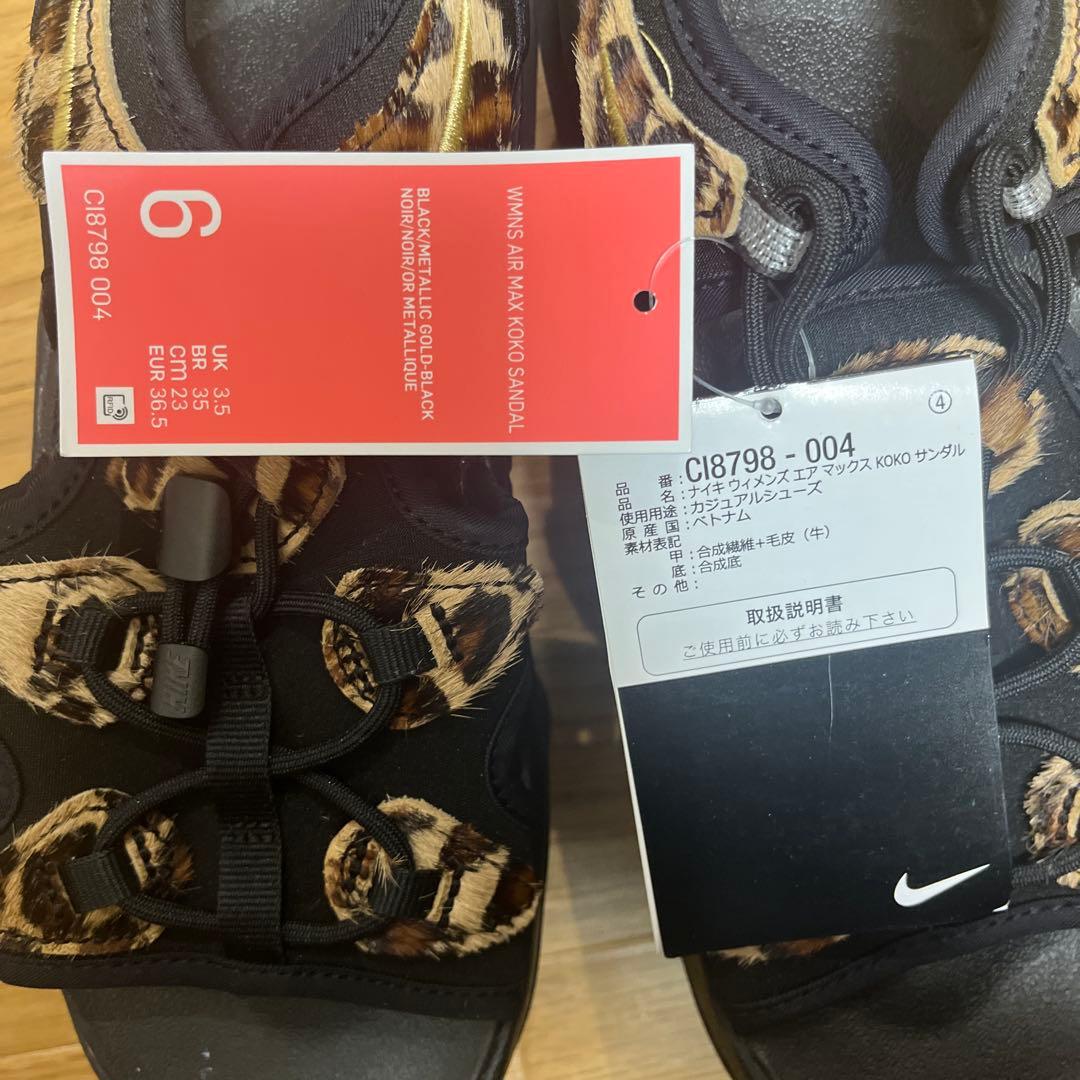 WMNS AIR MAX KOKO SANDAL
BLACK/METALLIC GOLD-BLACK
NOIR/NOIR/OR METALLIQUE
6
UK 3.5
BR 35
cm 23
EUR 36.5
CI8798 004
RFID
④
品 番：CI8798 - 004
品 名：ナイキ ウィメンズ エア マックス KOKO サンダル
使用用途：カジュアルシューズ
原 産 国：ベトナム
素材表記
甲：合成繊維+毛皮（牛）
底：合成底
そ の 他：
取扱説明書
ご使用前に必ずお読み下さい
NIKE